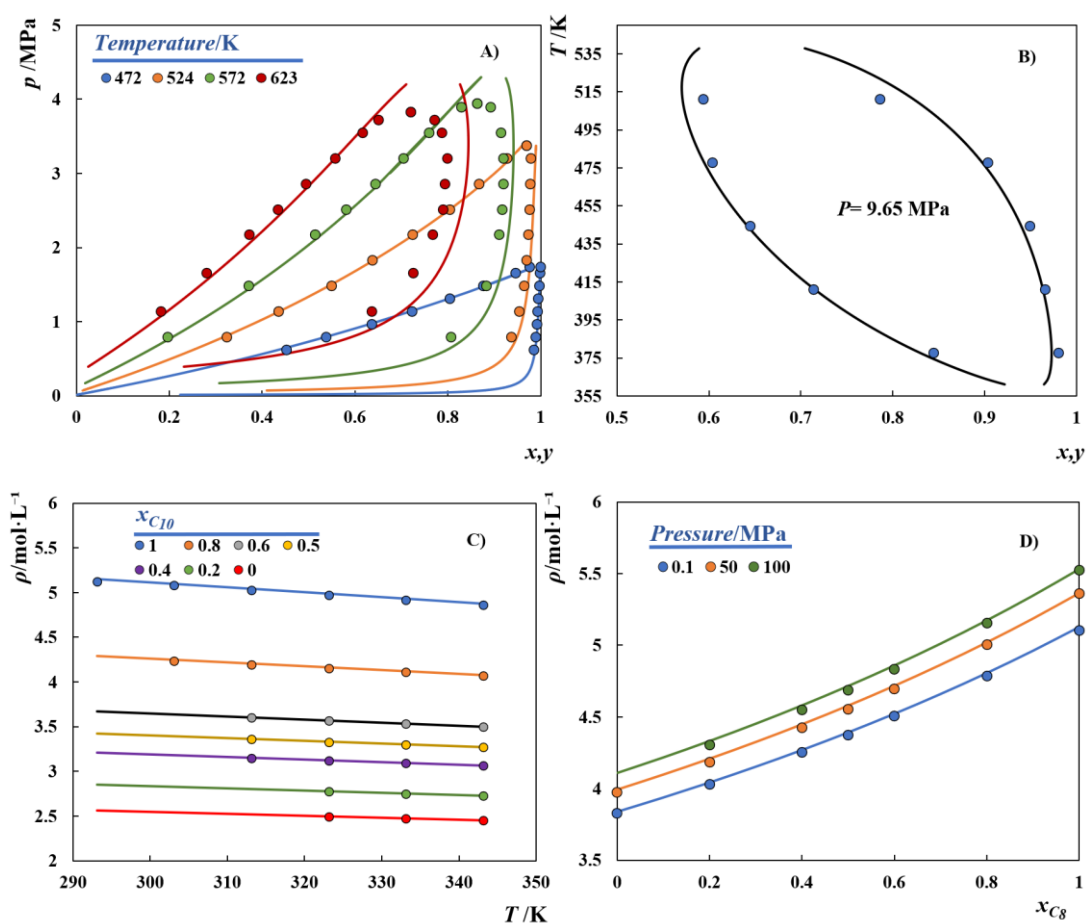 p /MPa
Temperature/K
472 524 572 623
A)
5
4
3
2
1
0
0 0.2 0.4 0.6 0.8 1
x,y
T /K
B)
535
515
495
475
455
435
415
395
375
355
P= 9.65 MPa
0.5 0.6 0.7 0.8 0.9 1
x,y
ρ/mol·L⁻¹
x_{C_{10}}
1 0.8 0.6 0.5
0.4 0.2 0
C)
6
5.5
5
4.5
4
3.5
3
2.5
2
290 300 310 320 330 340 350
T /K
ρ/mol·L⁻¹
Pressure/MPa
0.1 50 100
D)
6
5.5
5
4.5
4
3.5
0 0.2 0.4 0.6 0.8 1
x_{C_8}